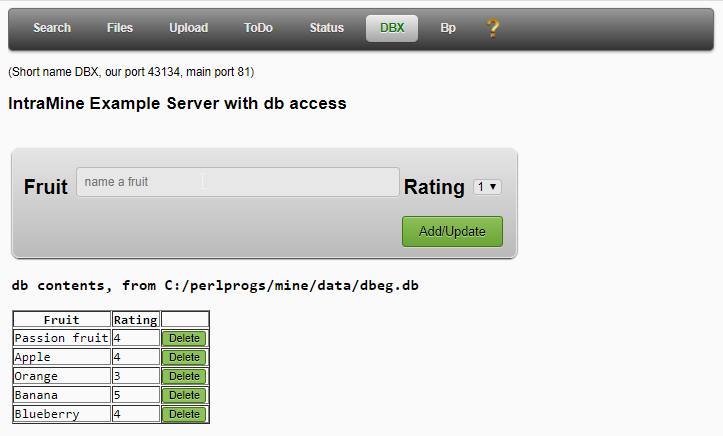 Search Files Upload ToDo Status DBX Bp ?
(Short name DBX, our port 43134, main port 81)
IntraMine Example Server with db access
Fruit name a fruit Rating 1
Add/Update
db contents, from C:/perlprogs/mine/data/dbeg.db
Fruit Rating
Passion fruit 4 Delete
Apple 4 Delete
Orange 3 Delete
Banana 5 Delete
Blueberry 4 Delete